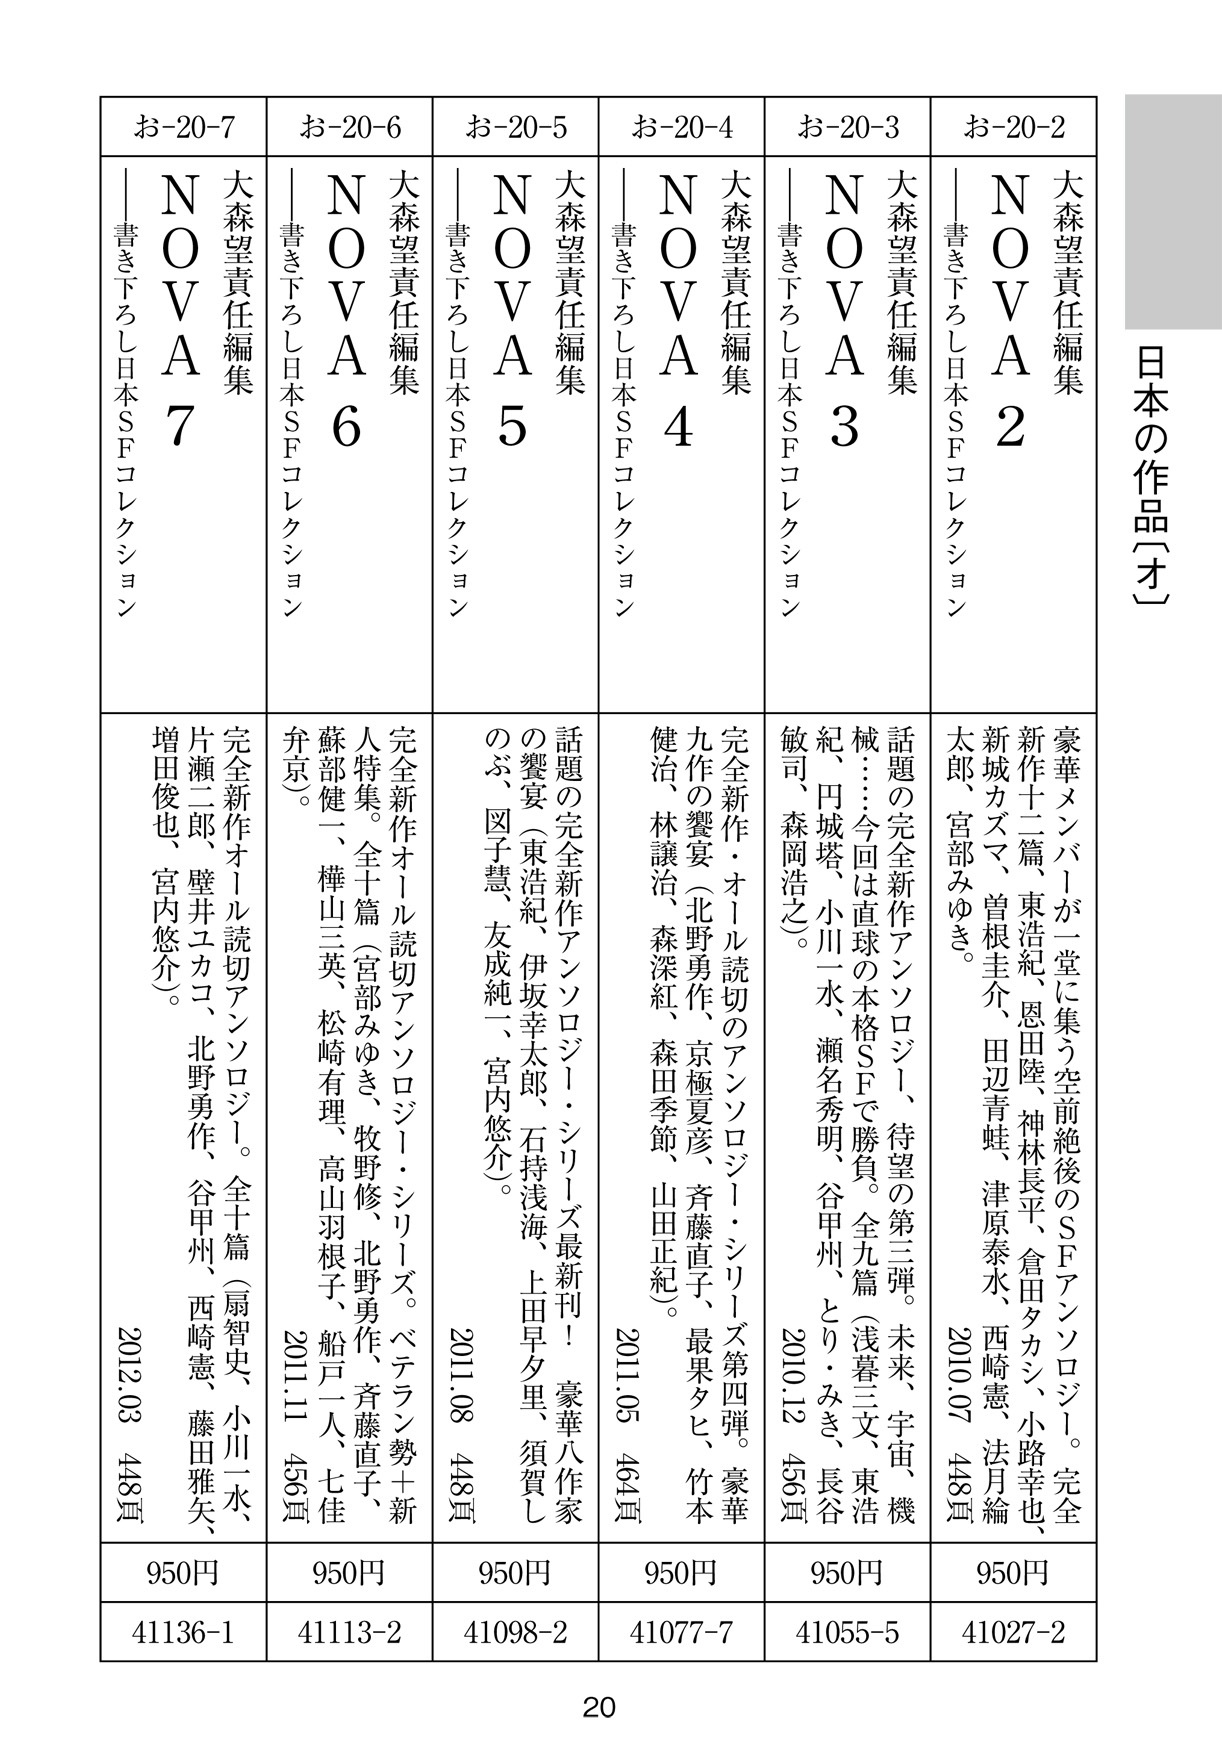 日本の作品〔オ〕
お-20-2
大森望責任編集
NOVA 2
──書き下ろし日本SFコレクション
豪華メンバーが一堂に集う空前絶後のSFアンソロジー。完全
新作十二篇、東浩紀、恩田陸、神林長平、倉田タカシ、小路幸也、
新城カズマ、曽根圭介、田辺青蛙、津原泰水、西崎憲、法月綸
太郎、宮部みゆき。
2010.07 448頁
950円
41027-2
お-20-3
大森望責任編集
NOVA 3
──書き下ろし日本SFコレクション
話題の完全新作アンソロジー、待望の第三弾。未来、宇宙、機
械……今回は直球の本格SFで勝負。全九篇（浅暮三文、東浩
紀、円城塔、小川一水、瀬名秀明、谷甲州、とり・みき、長谷
敏司、森岡浩之）。
2010.12 456頁
950円
41055-5
お-20-4
大森望責任編集
NOVA 4
──書き下ろし日本SFコレクション
完全新作・オール読切のアンソロジー・シリーズ第四弾。豪華
九作の饗宴（北野勇作、京極夏彦、斉藤直子、最果タヒ、竹本
健治、林譲治、森深紅、森田季節、山田正紀）。
2011.05 464頁
950円
41077-7
お-20-5
大森望責任編集
NOVA 5
──書き下ろし日本SFコレクション
話題の完全新作アンソロジー・シリーズ最新刊！ 豪華八作家
の饗宴（東浩紀、伊坂幸太郎、石持浅海、上田早夕里、須賀し
のぶ、図子慧、友成純一、宮内悠介）。
2011.08 448頁
950円
41098-2
お-20-6
大森望責任編集
NOVA 6
──書き下ろし日本SFコレクション
完全新作オール読切アンソロジー・シリーズ。ベテラン勢＋新
人特集。全十篇（宮部みゆき、牧野修、北野勇作、斉藤直子、
蘇部健一、樺山三英、松崎有理、高山羽根子、船戸一人、七佳
弁京）。
2011.11 456頁
950円
41113-2
お-20-7
大森望責任編集
NOVA 7
──書き下ろし日本SFコレクション
完全新作オール読切アンソロジー。全十篇（扇智史、小川一水、
片瀬二郎、壁井ユカコ、北野勇作、谷甲州、西崎憲、藤田雅矢、
増田俊也、宮内悠介）。
2012.03 448頁
950円
41136-1
20